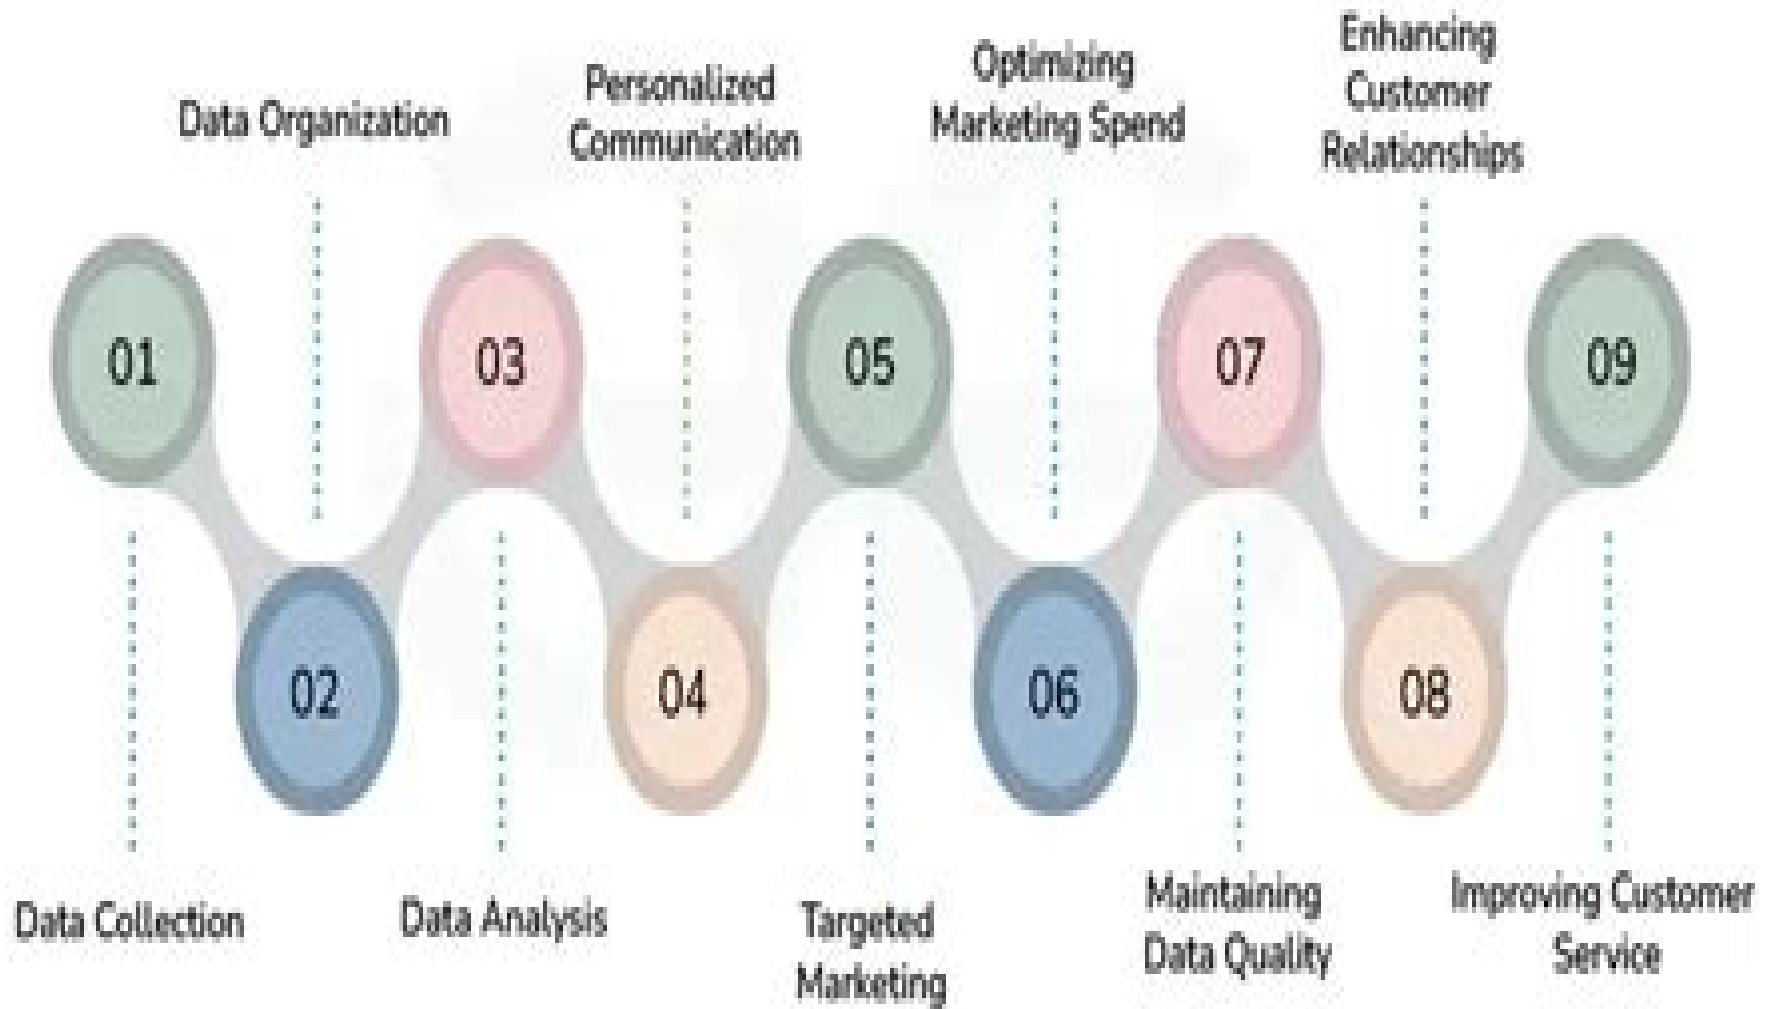 Data Organization
Personalized
Communication
Optimizing
Marketing Spend
Enhancing
Customer
Relationships
01
02
03
04
05
06
07
08
09
Data Collection
Data Analysis
Targeted
Marketing
Maintaining
Data Quality
Improving Customer
Service